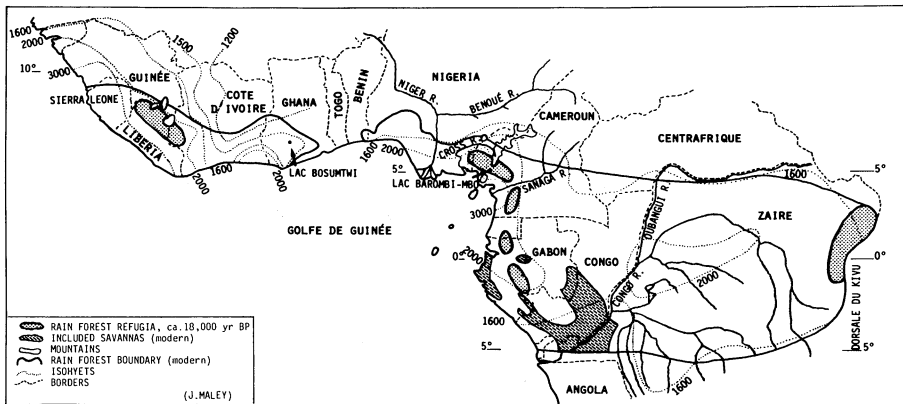 1600
2000
3000
10°
1500
1200
GUINÉE
SIERRA LEONE
LIBERIA
COTE
D'IVOIRE
GHANA
TOGO
BENIN
NIGER R.
NIGERIA
BENOUÉ R.
CAMEROUN
CENTRAFRIQUE
1600
2000
2000
1600
2000
LAC BOSUMTWI
CROSS R.
5°
LAC BAROMBI-MBO
SANAGA R.
3000
OUBANGUI R.
1600
5°
ZAIRE
GOLFE DE GUINÉE
2000
0°
GABON
CONGO
CONGO R.
2000
0°
DORSALE DU KIVU
1600
5°
5°
1600
ANGOLA
RAIN FOREST REFUGIA, ca.18,000 yr BP
INCLUDED SAVANNAS (modern)
MOUNTAINS
RAIN FOREST BOUNDARY (modern)
ISOHYETS
BORDERS
(J.MALEY)